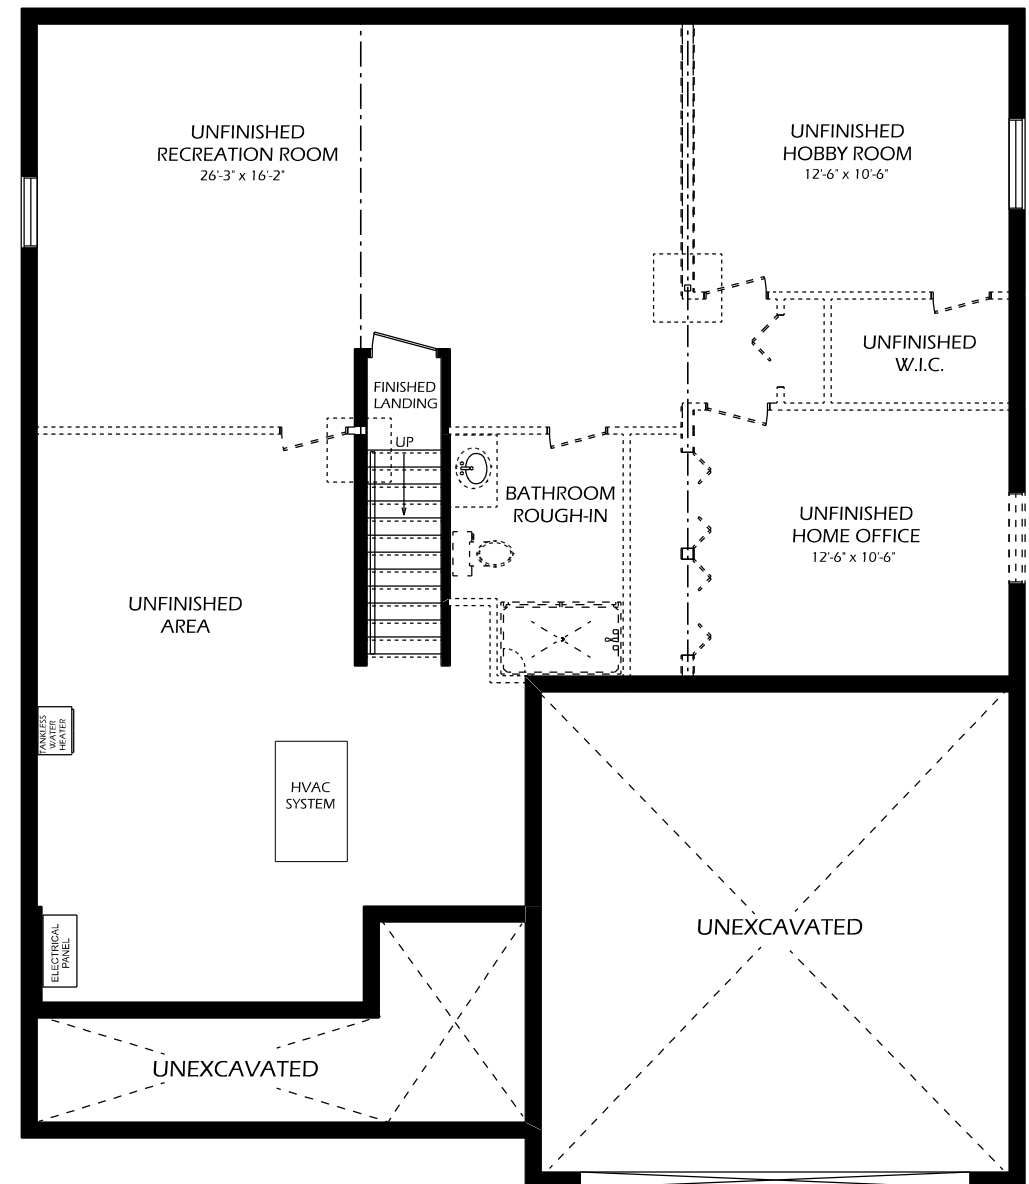 UNFINISHED
RECREATION ROOM
26'-3" x 16'-2"
UNFINISHED
HOBBY ROOM
12'-6" x 10'-6"
UNFINISHED
W.I.C.
FINISHED
LANDING
UP
BATHROOM
ROUGH-IN
UNFINISHED
HOME OFFICE
12'-6" x 10'-6"
UNFINISHED
AREA
TANKLESS
WATER
HEATER
HVAC
SYSTEM
ELECTRICAL
PANEL
UNEXCAVATED
UNEXCAVATED